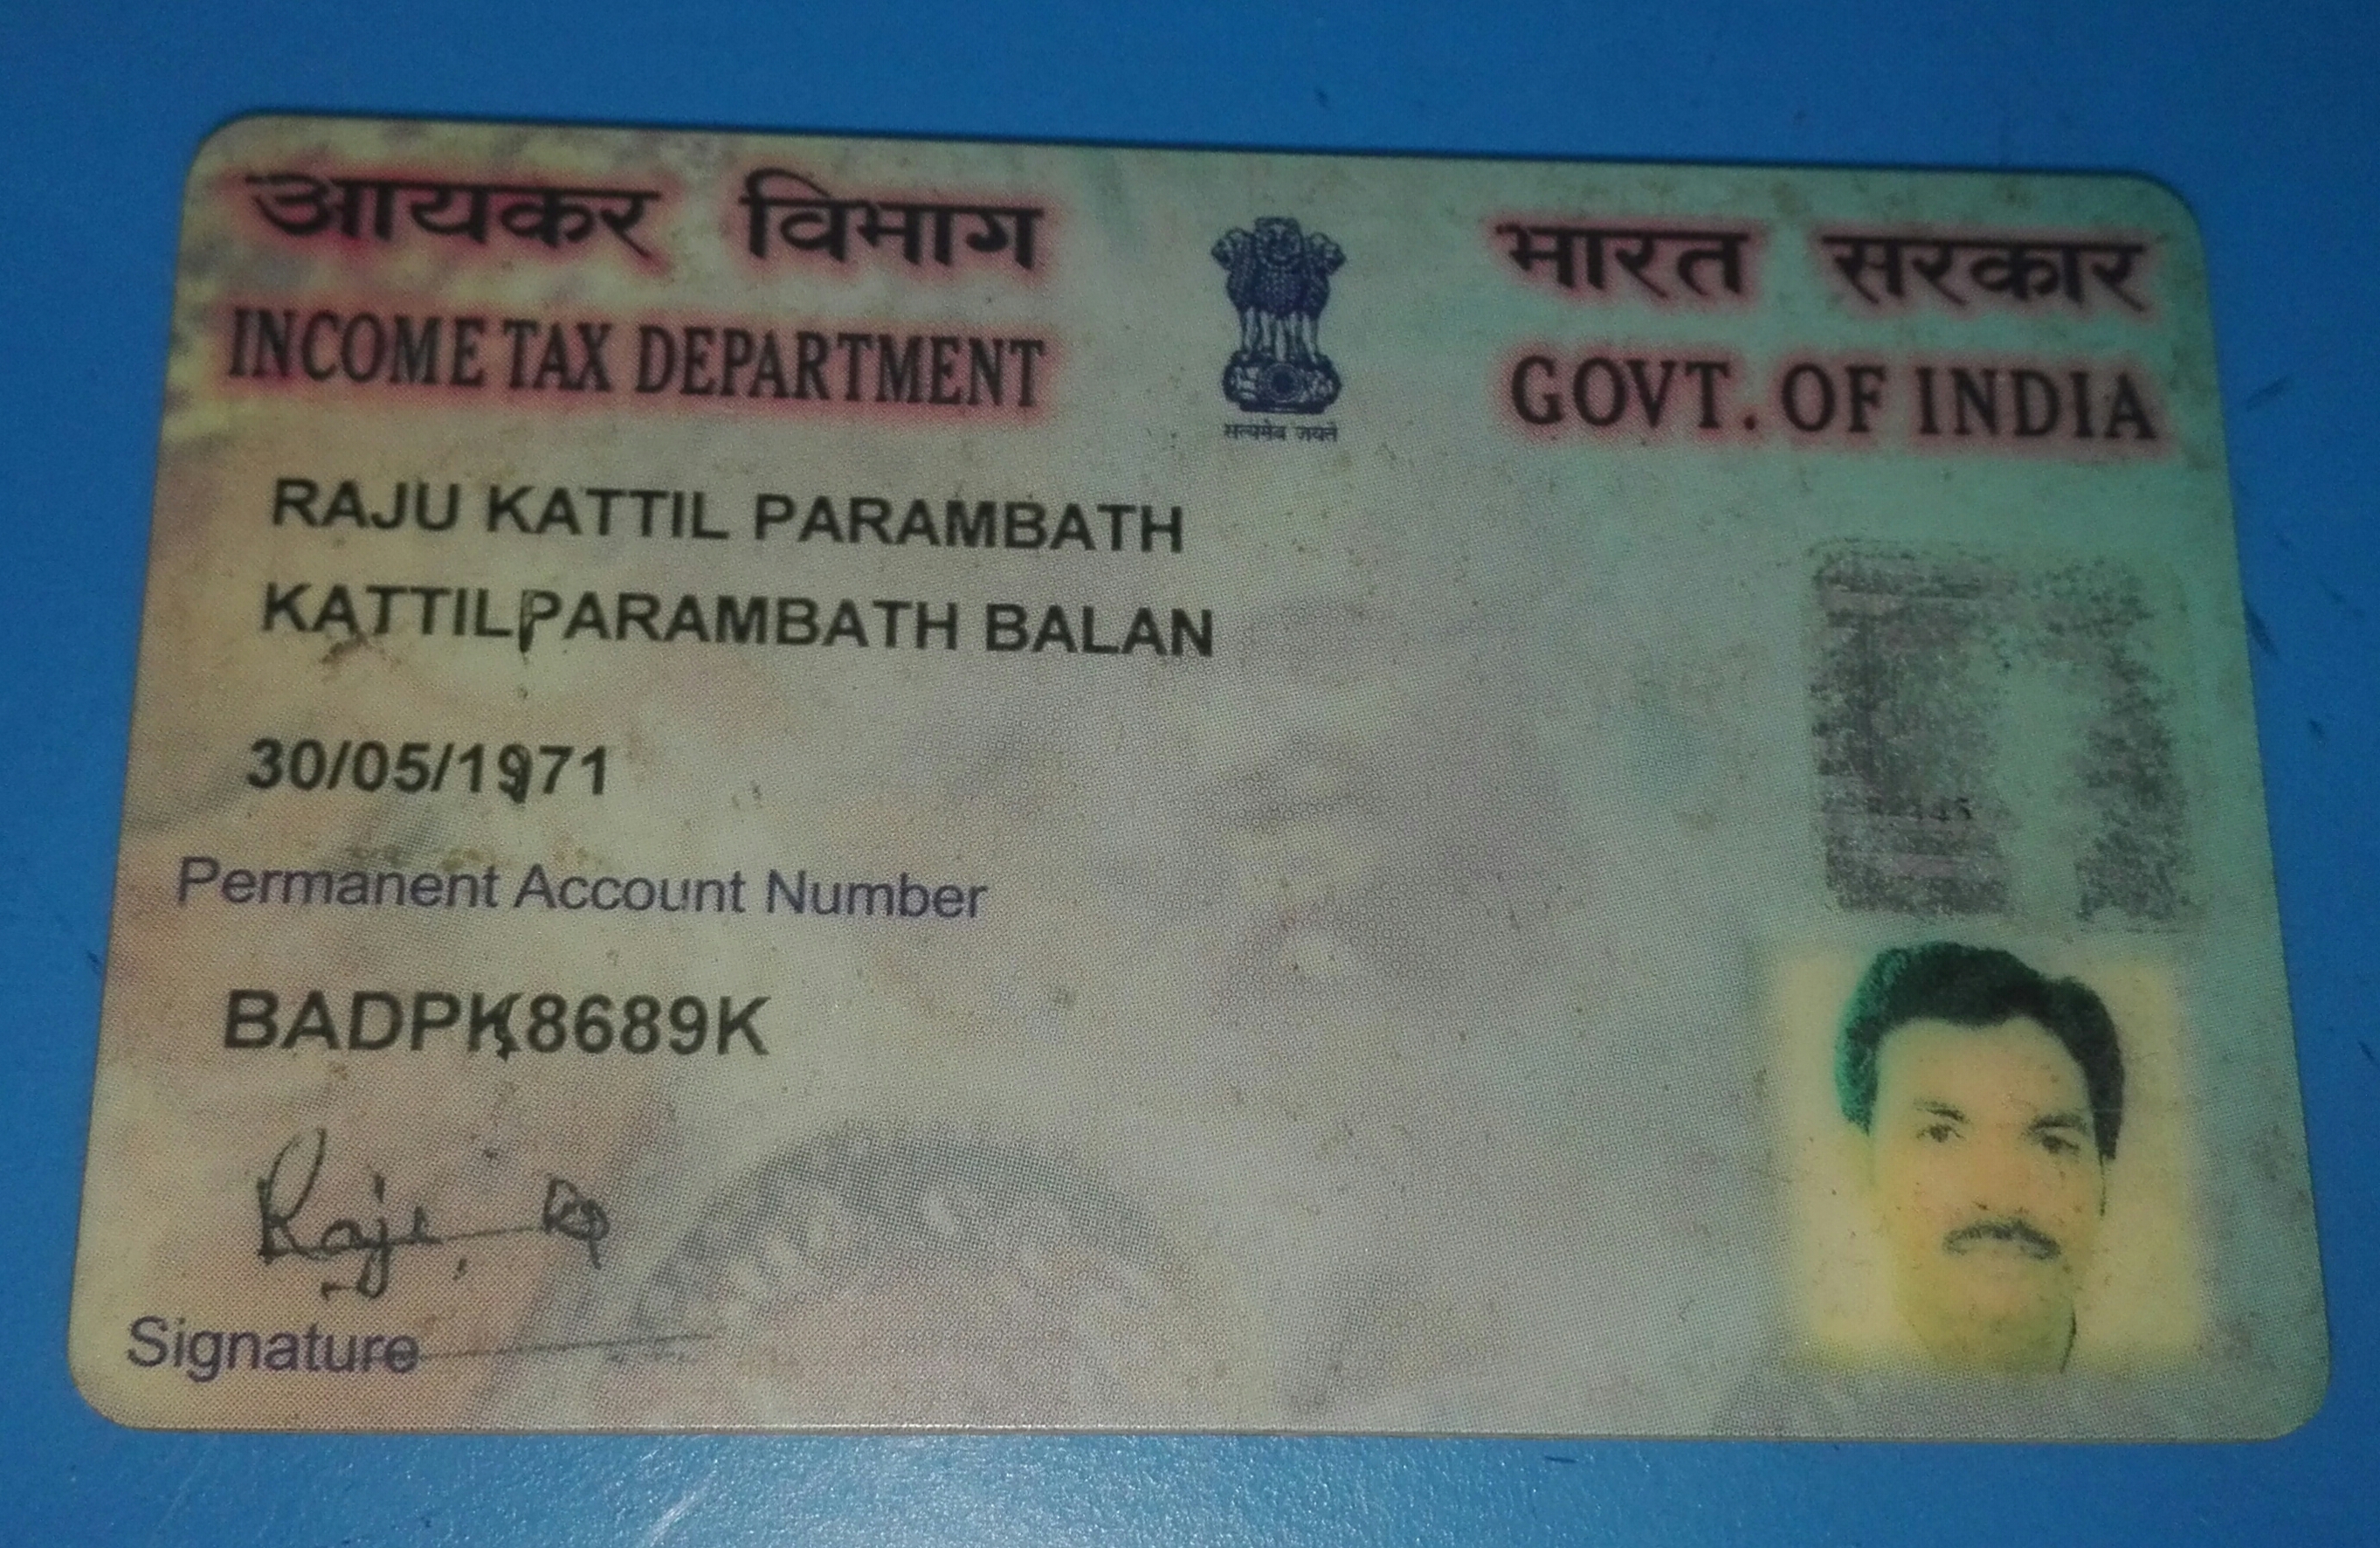 आयकर विभाग
INCOME TAX DEPARTMENT
सत्यमेव जयते
भारत सरकार
GOVT. OF INDIA
RAJU KATTIL PARAMBATH
KATTILPARAMBATH BALAN
30/05/1971
Permanent Account Number
BADPK8689K
Raju
Signature